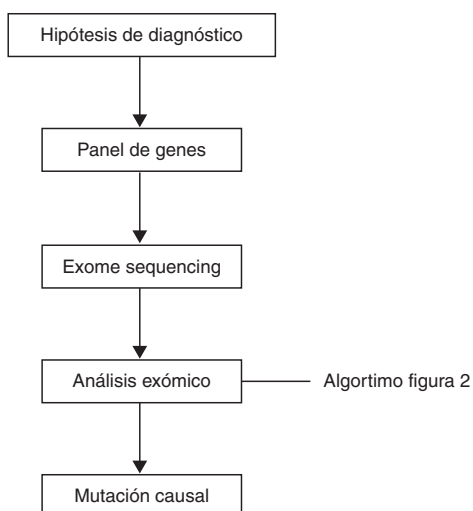 Hipótesis de diagnóstico
Panel de genes
Exome sequencing
Análisis exómico
Algortimo figura 2
Mutación causal